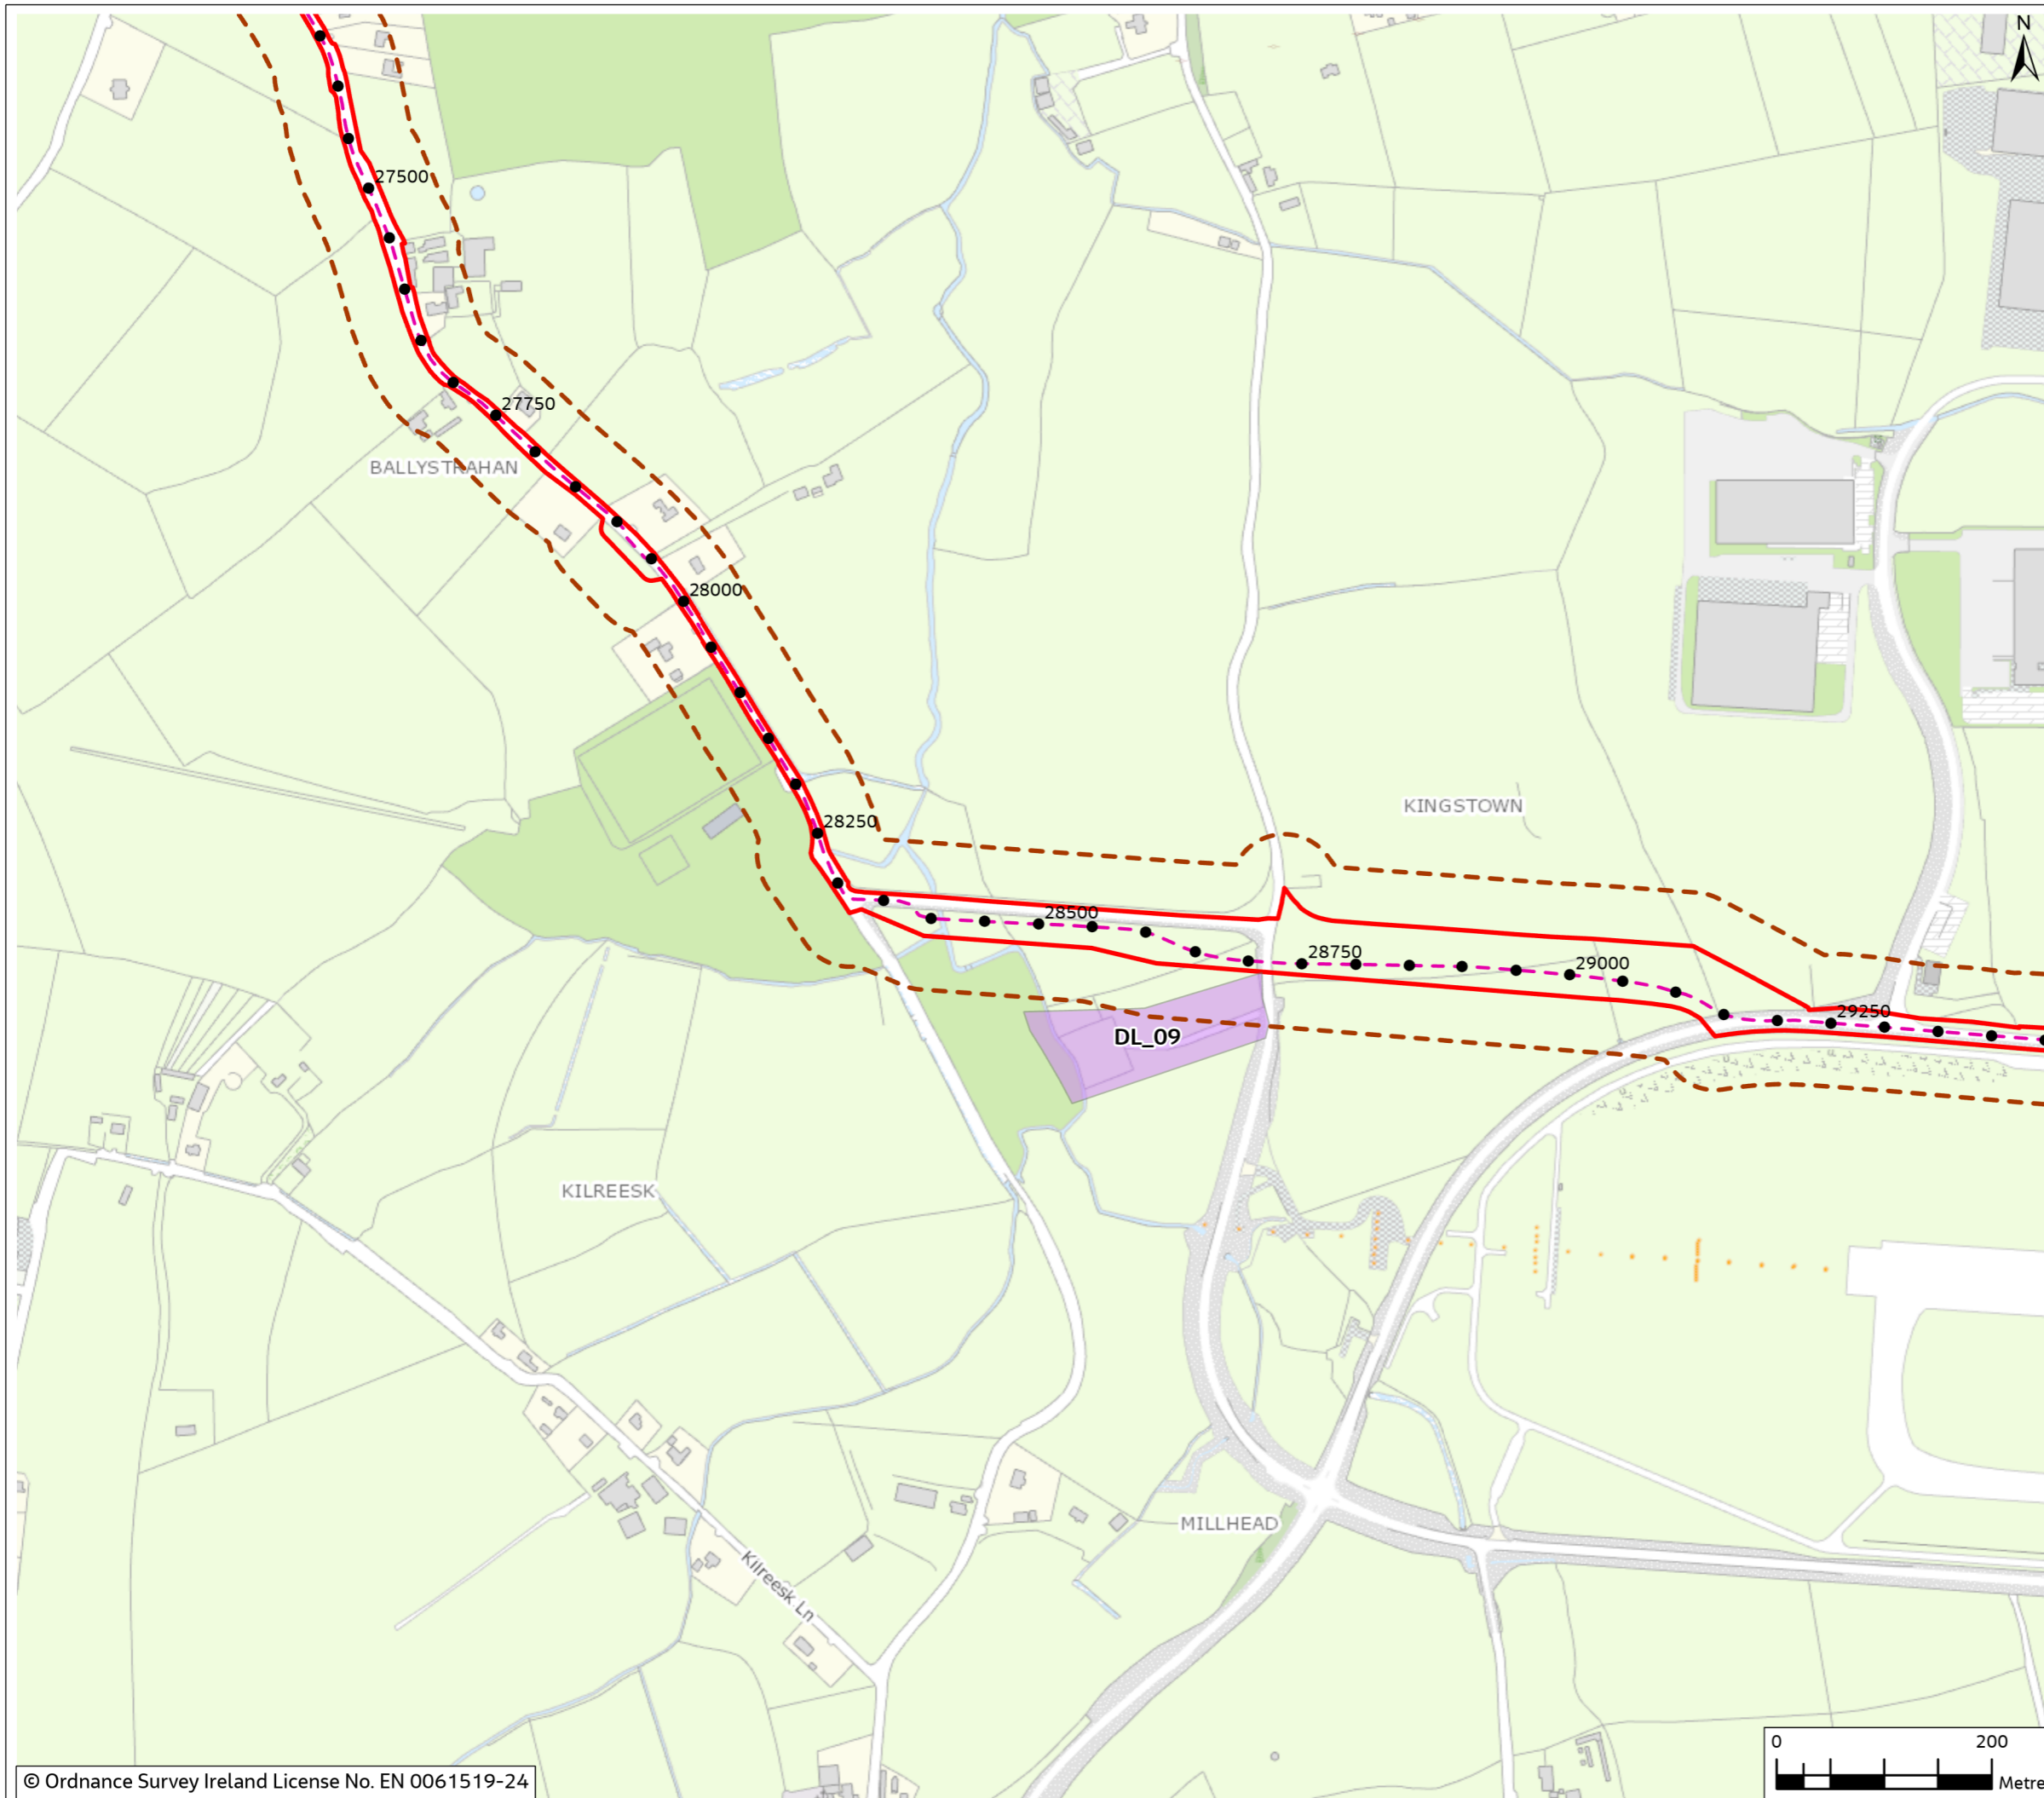 N
27500
27750
BALLYSTRAHAN
28000
KINGSTOWN
28250
28500
28750
29000
29250
DL_09
KILREESK
MILLHEAD
Kilreesk Ln
0 200
Metre
© Ordnance Survey Ireland License No. EN 0061519-24